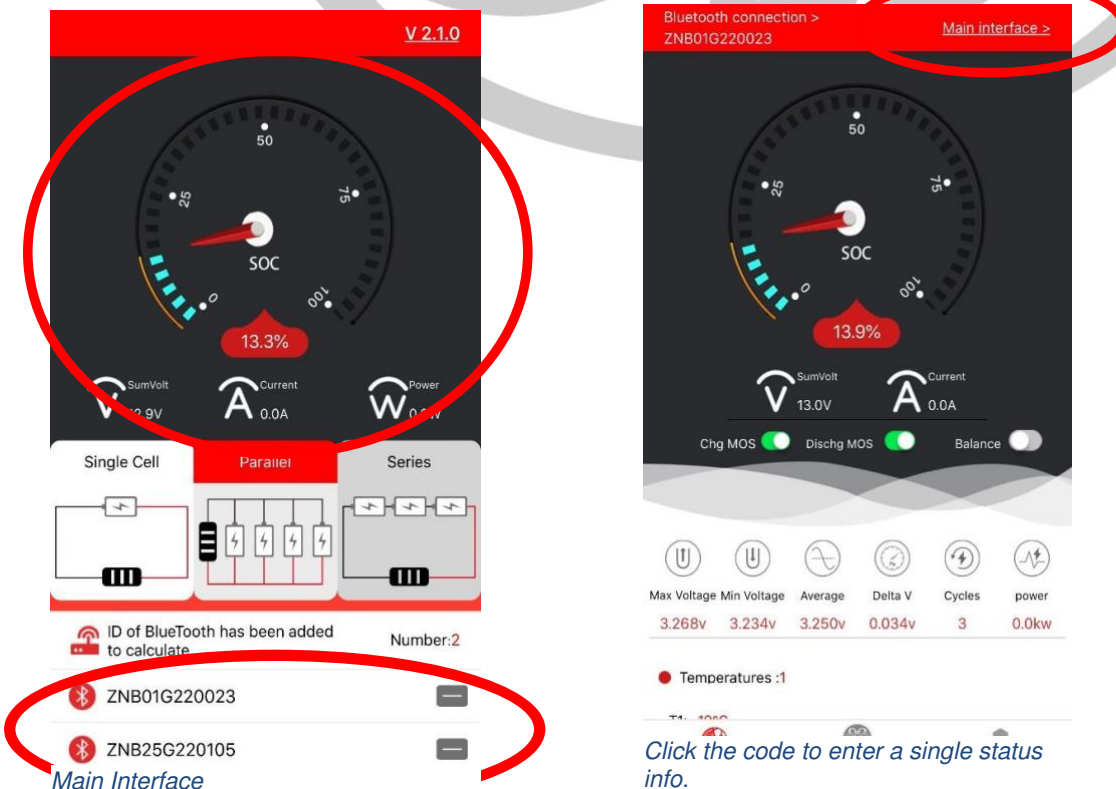 V 2.1.0
50
25
75
SOC
0
100
13.3%
SumVolt
V
Current
A 0.0A
Power
W
Single Cell
Parallel
Series
ID of BlueTooth has been added
to calculate
Number:2
ZNB01G220023
ZNB25G220105
Main Interface
Bluetooth connection >
ZNB01G220023
Main interface >
50
25
75
SOC
0
100
13.9%
SumVolt
V 13.0V
Current
A 0.0A
Chg MOS
Dischg MOS
Balance
Max Voltage Min Voltage Average Delta V Cycles power
3.268v 3.234v 3.250v 0.034v 3 0.0kw
Temperatures :1
Click the code to enter a single status
info.